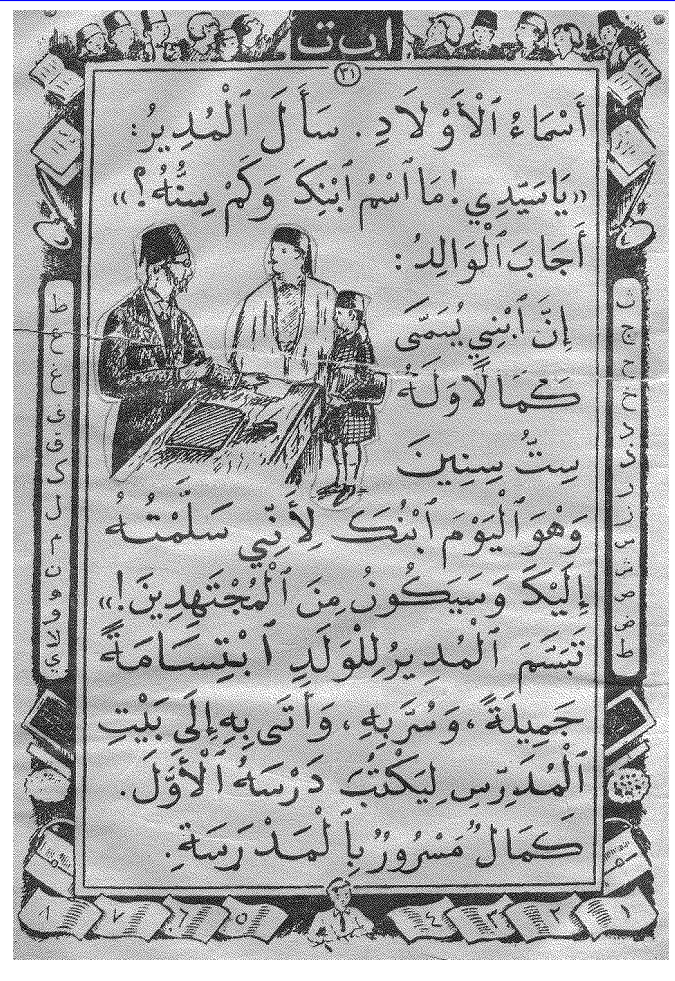 ا ب ت
٣١
أَسْمَاءُ ٱلْأَوْلَادِ. سَأَلَ ٱلْمُدِيرُ:
«يَا سَيِّدِي! مَا ٱسْمُ ٱبْنِكَ وَكَمْ سِنُّهُ؟»
أَجَابَ ٱلْوَالِدُ:
إِنَّ ٱبْنِي يُسَمَّى
كَمَالًا وَلَهُ
سِتُّ سِنِينَ
وَهْوَ ٱلْيَوْمَ ٱبْنُكَ لِأَنِّي سَلَّمْتُهُ
إِلَيْكَ وَسَيَكُونُ مِنَ ٱلْمُجْتَهِدِينَ!»
تَبَسَّمَ ٱلْمُدِيرُ لِلْوَلَدِ ٱبْتِسَامَةً
جَمِيلَةً، وَسُرَّ بِهِ، وَأَتَى بِهِ إِلَى بَيْتِ
ٱلْمُدَرِّسِ لِيَكْتُبَ دَرْسَهُ ٱلْأَوَّلَ.
كَمَالٌ مَسْرُورٌ بِٱلْمَدْرَسَةِ.
ط
ع
غ
ف
ق
ك
ل
م
ن
و
لا
ي
١ ٢ ٣ ٤ ٥ ٦ ٧ ٨